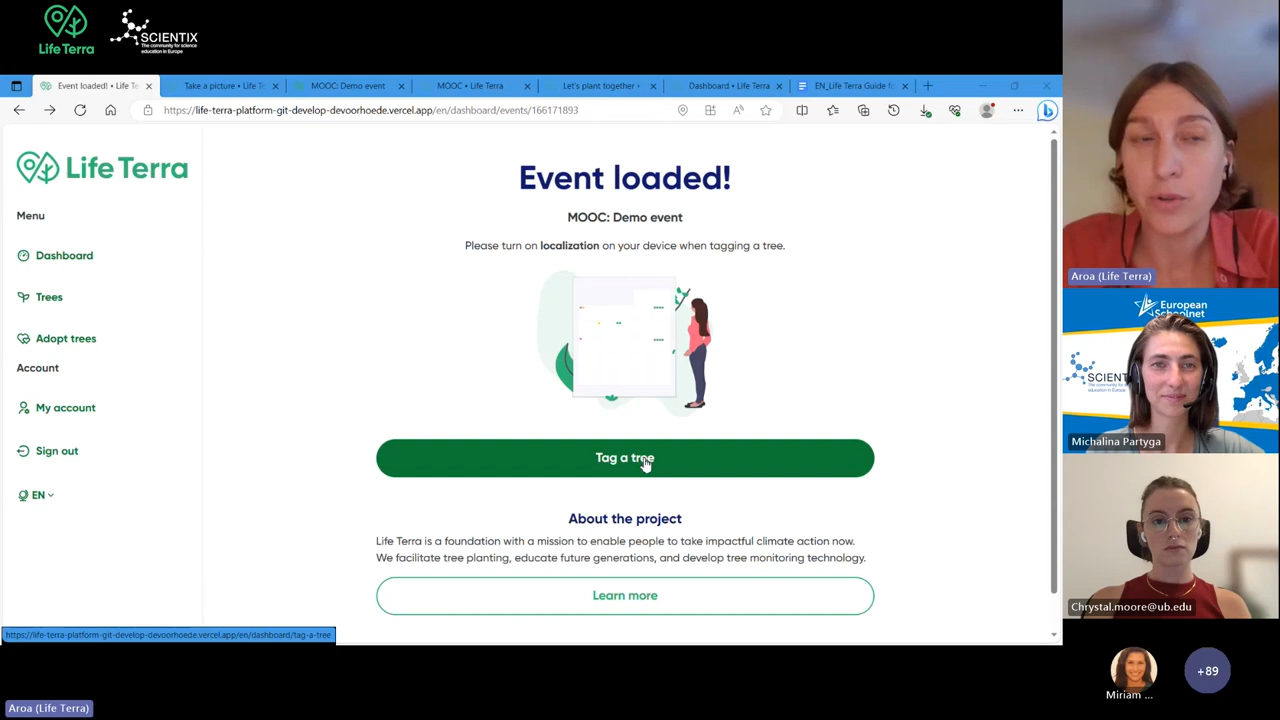 Life Terra
SCIENTIX
The community for science
education in Europe
Event loaded! • Life Te
Take a picture • Life Te
MOOC: Demo event
MOOC • Life Terra
Let's plant together •
Dashboard • Life Terra
EN_Life Terra Guide fo
https://life-terra-platform-git-develop-devoorhoede.vercel.app/en/dashboard/events/166171893
Life Terra
Menu
Dashboard
Trees
Adopt trees
Account
My account
Sign out
EN
Event loaded!
MOOC: Demo event
Please turn on localization on your device when tagging a tree.
Tag a tree
About the project
Life Terra is a foundation with a mission to enable people to take impactful climate action now.
We facilitate tree planting, educate future generations, and develop tree monitoring technology.
Learn more
https://life-terra-platform-git-develop-devoorhoede.vercel.app/en/dashboard/tag-a-tree
Aroa (Life Terra)
Aroa (Life Terra)
European
Schoolnet
SCIENT
Michalina Partyga
Chrystal.moore@ub.edu
Miriam ...
+89